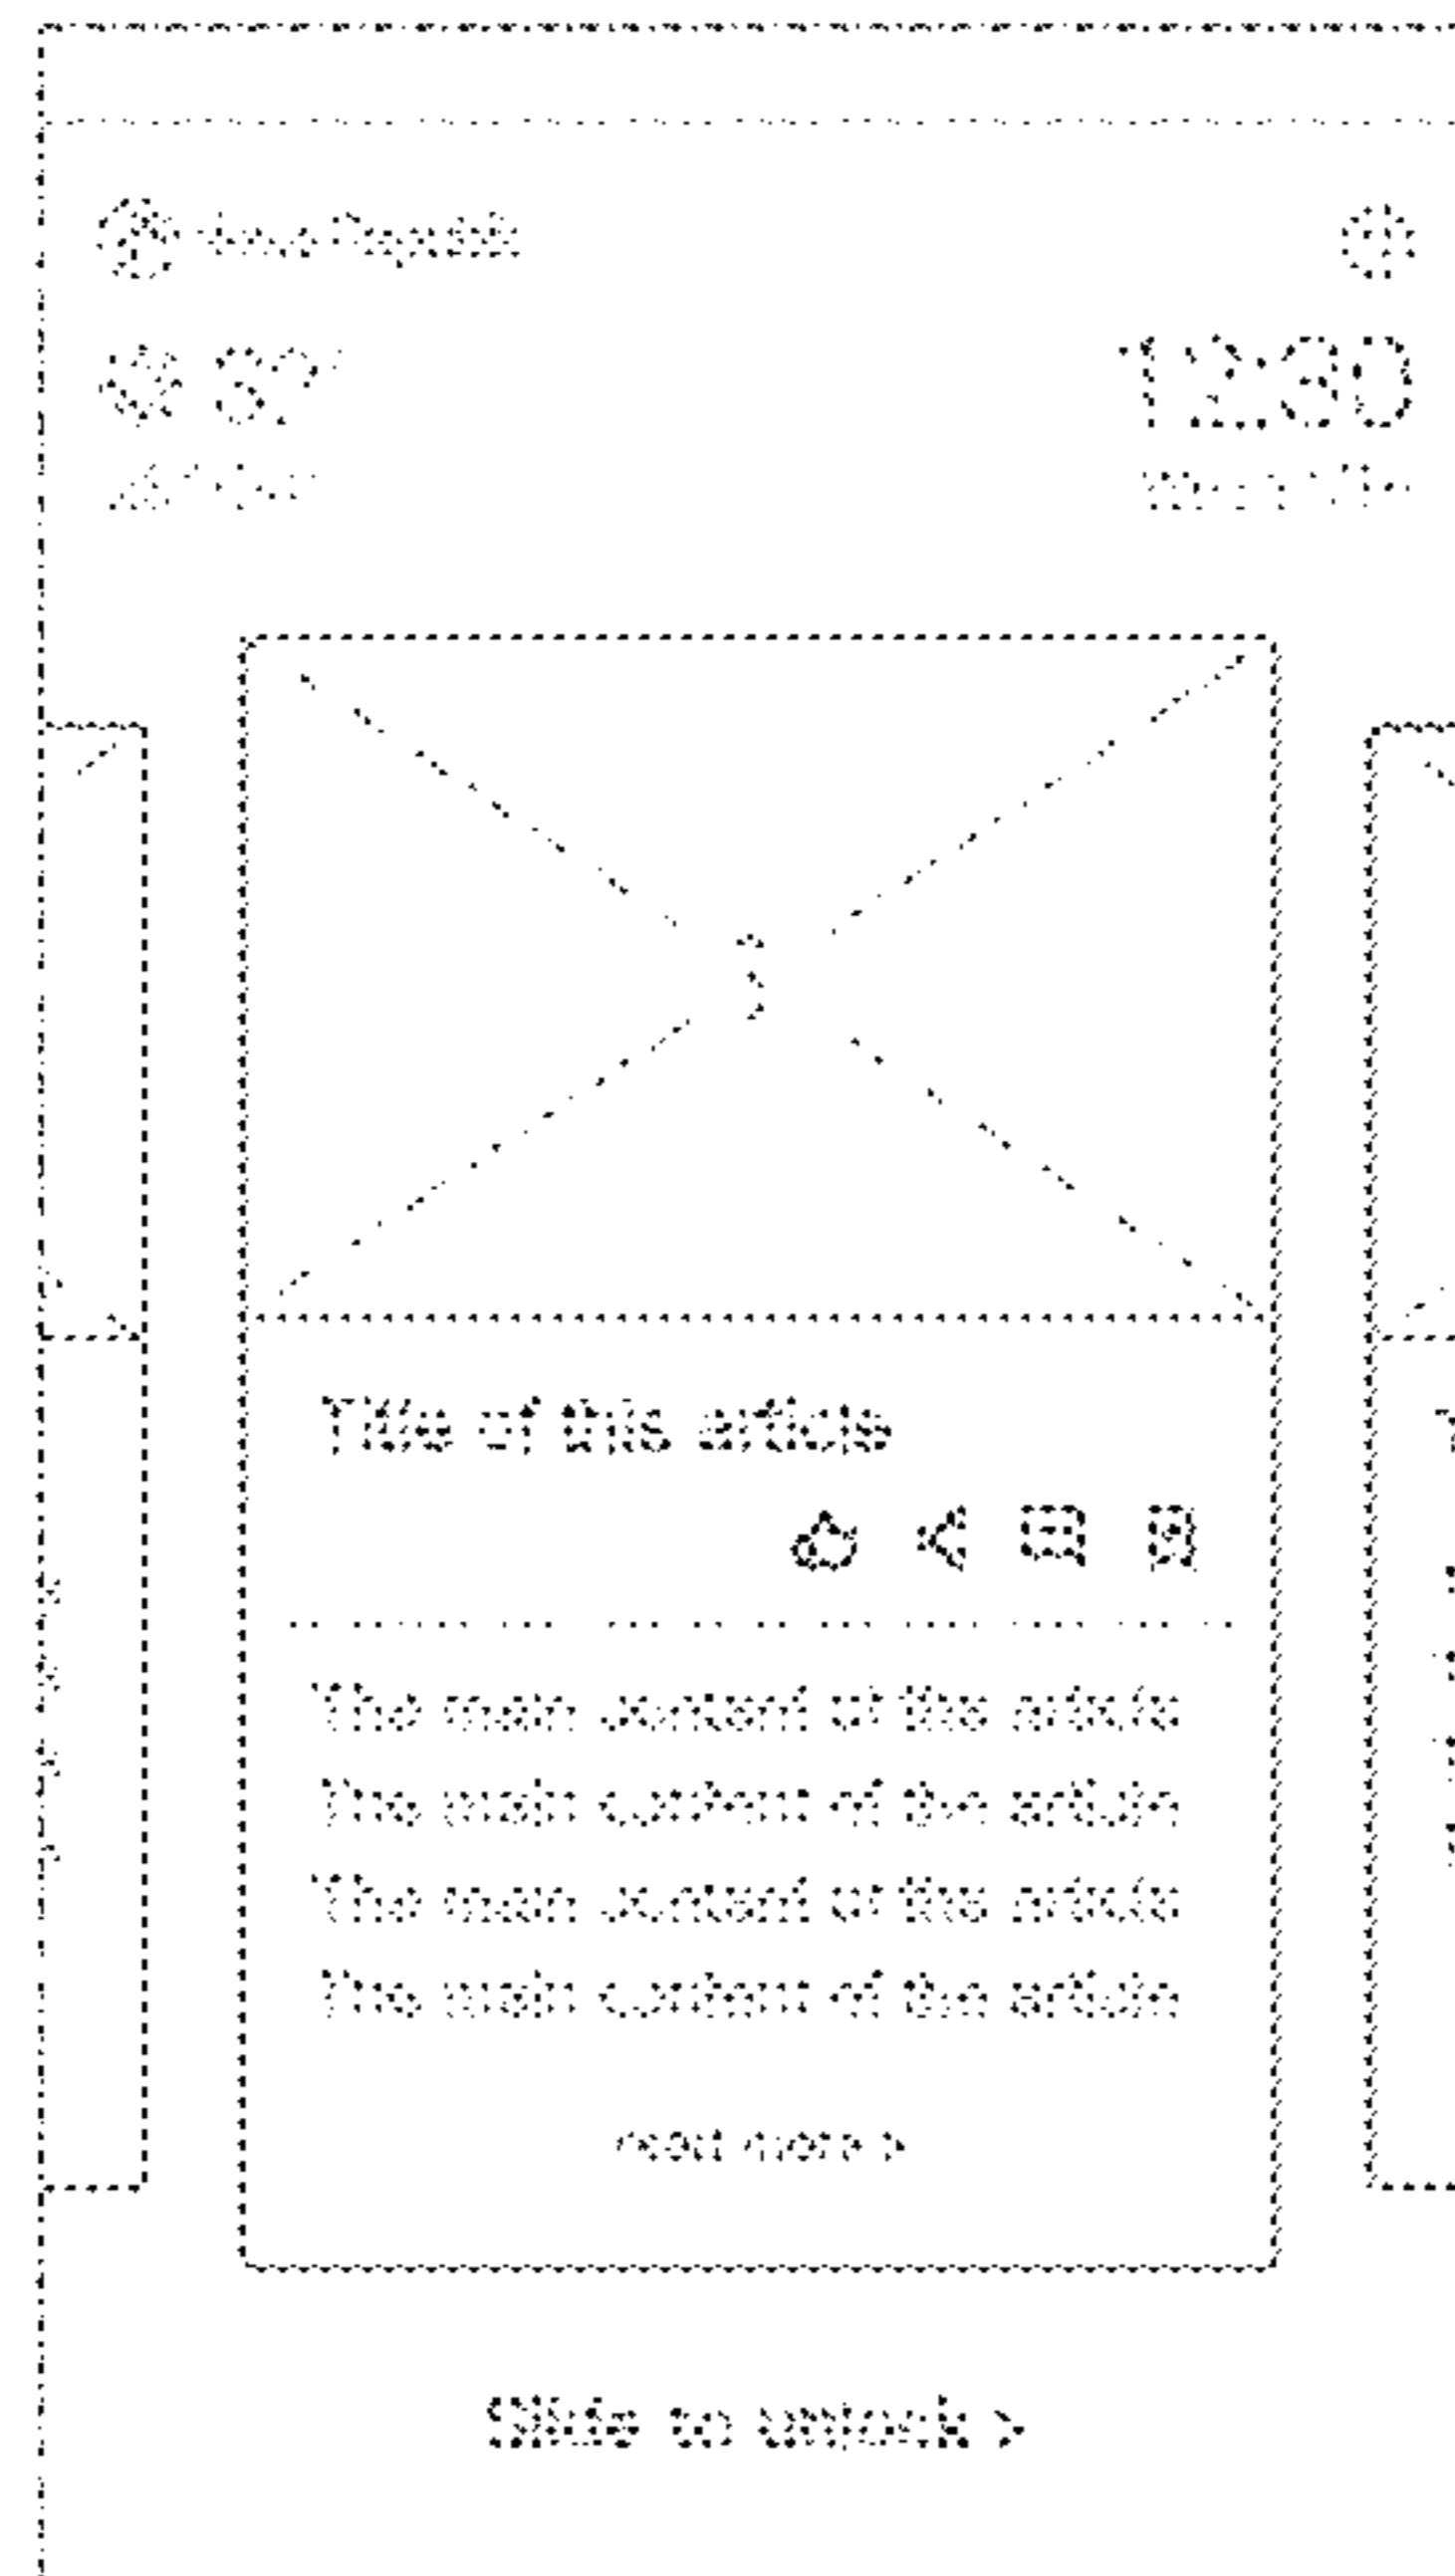 12:30
3
Title of this article
The main content of the article
The main content of the article
The main content of the article
The main content of the article
read more >
Slide to unlock >